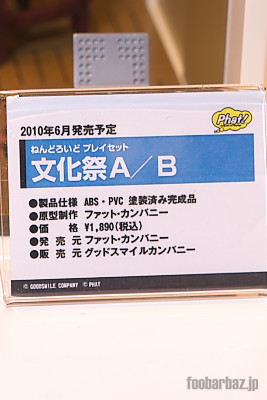 2010年6月発売予定
Phat!
ねんどろいど プレイセット
文化祭A／B
●製品仕様 ABS・PVC 塗装済み完成品
●原型制作 ファット・カンパニー
●価　　格 ¥1,890(税込)
●発 売 元 ファット・カンパニー
●販 売 元 グッドスマイルカンパニー
© GOODSMILE COMPANY © PHAT
foobarbaz.jp